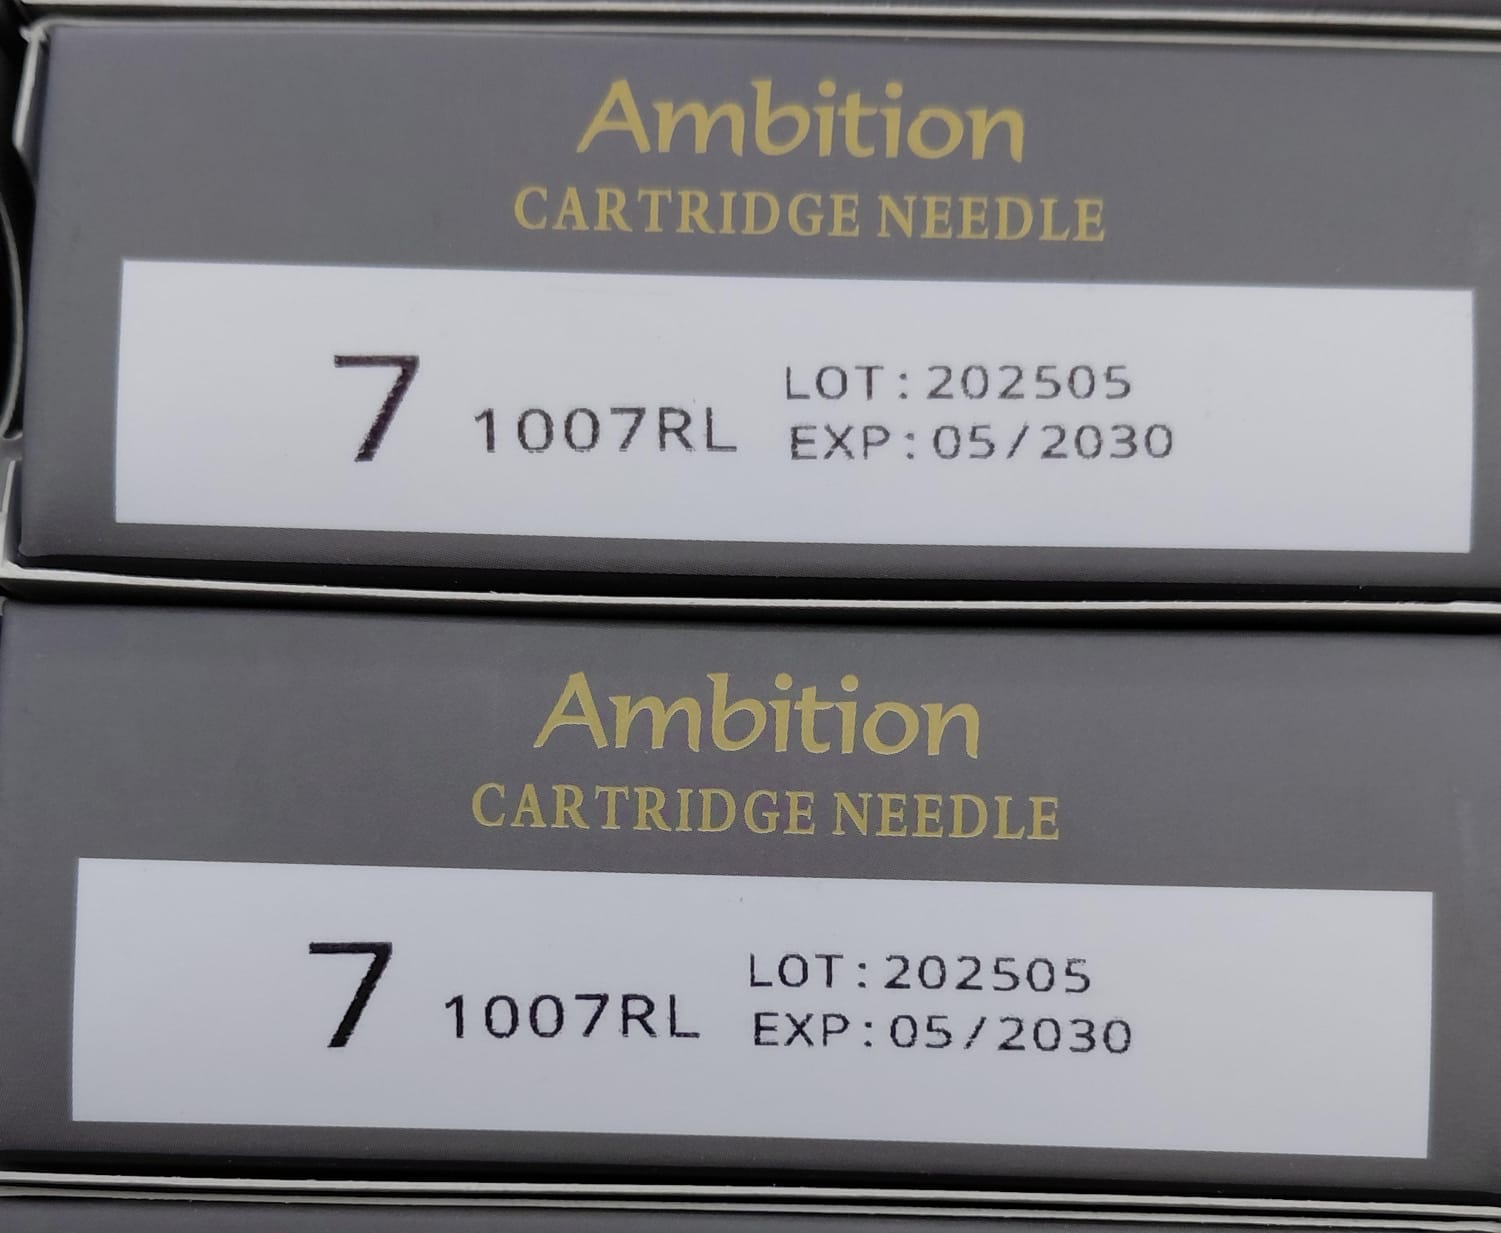 Ambition
CARTRIDGE NEEDLE
7 1007RL
LOT:202505
EXP:05/2030
Ambition
CARTRIDGE NEEDLE
7 1007RL
LOT:202505
EXP:05/2030